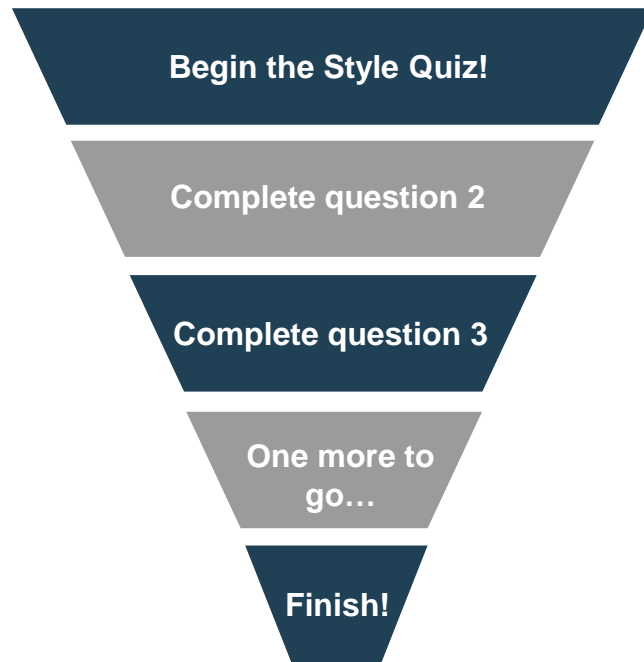 Begin the Style Quiz!
Complete question 2
Complete question 3
One more to
go…
Finish!